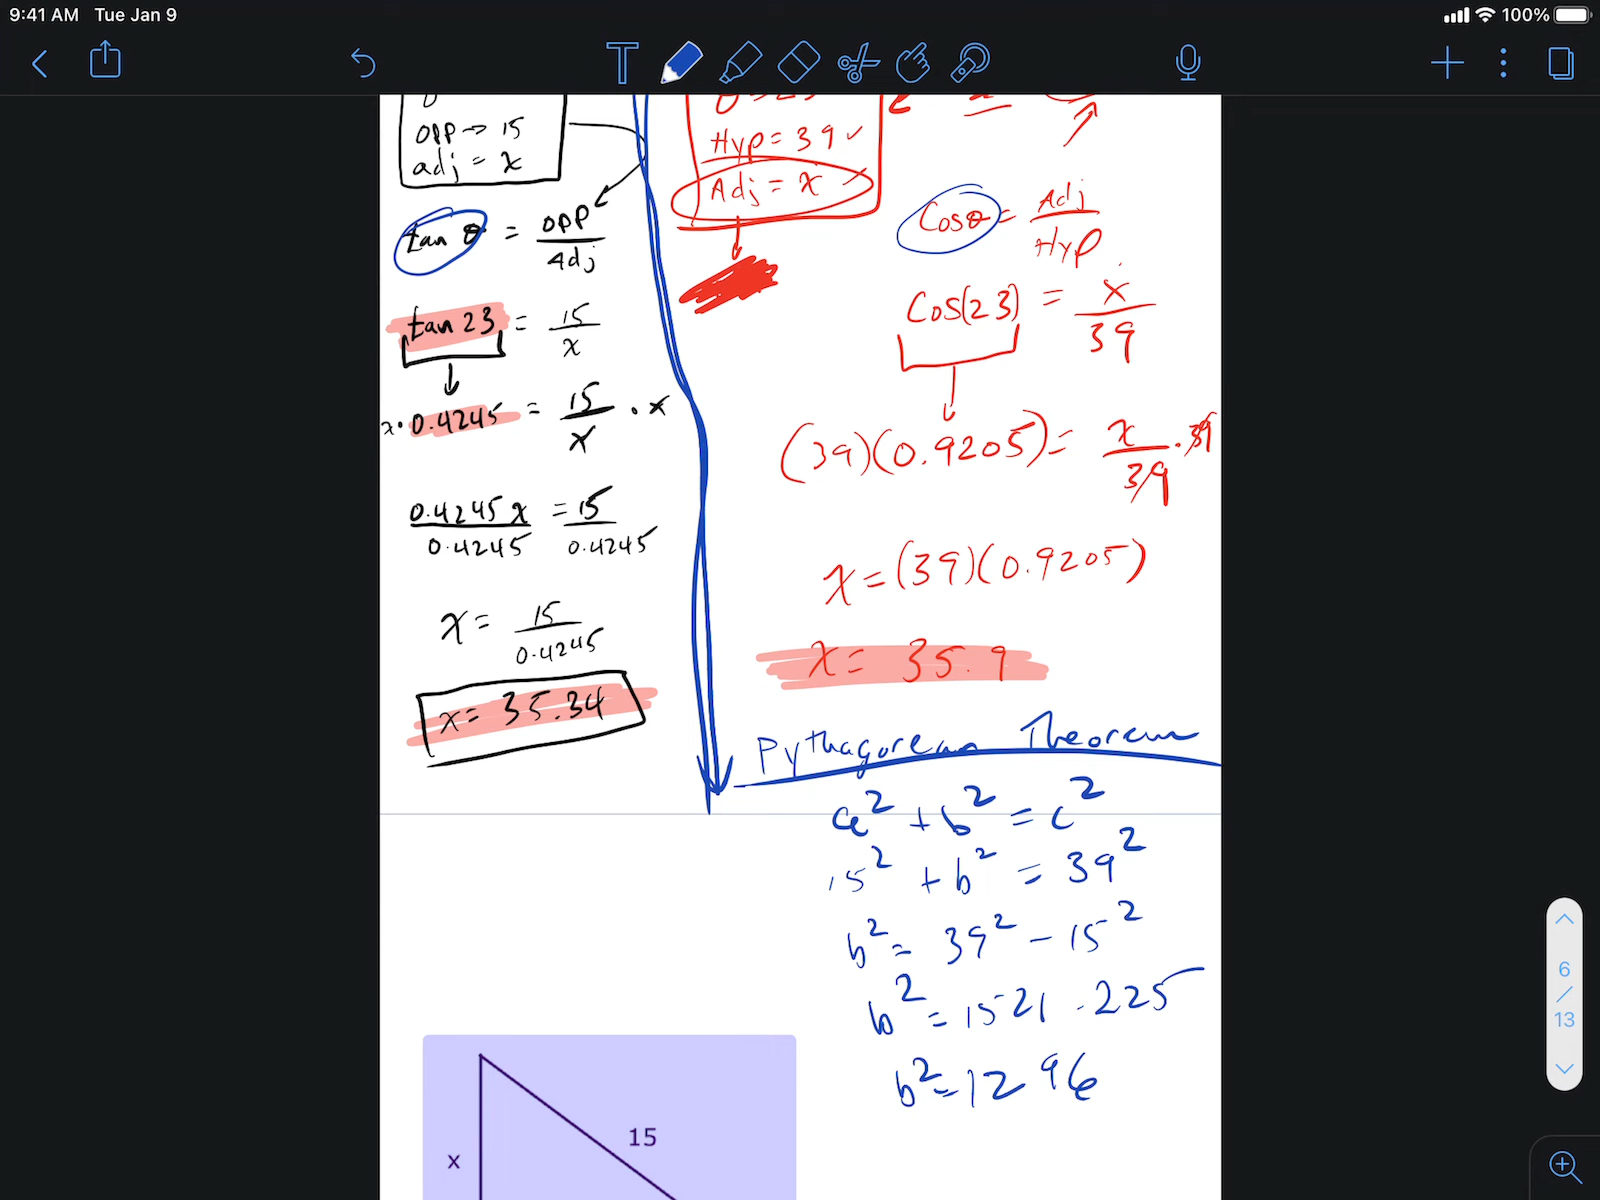 9:41 AM Tue Jan 9
100%
opp → 15
adj = x
tan θ = opp/Adj
tan 23 = 15/x
x · 0.4245 = 15/x · x
0.4245 x/0.4245 = 15/0.4245
x = 15/0.4245
x = 35.34
Hyp = 39 ✓
Adj = x
Cosθ = Adj/Hyp
Cos(23) = x/39
(39)(0.9205) = x/39 · 39
x = (39)(0.9205)
x = 35.9
Pythagorean Theorem
a² + b² = c²
15² + b² = 39²
b² = 39² − 15²
b² = 1521 - 225
b² = 1296
15
x
6
/
13